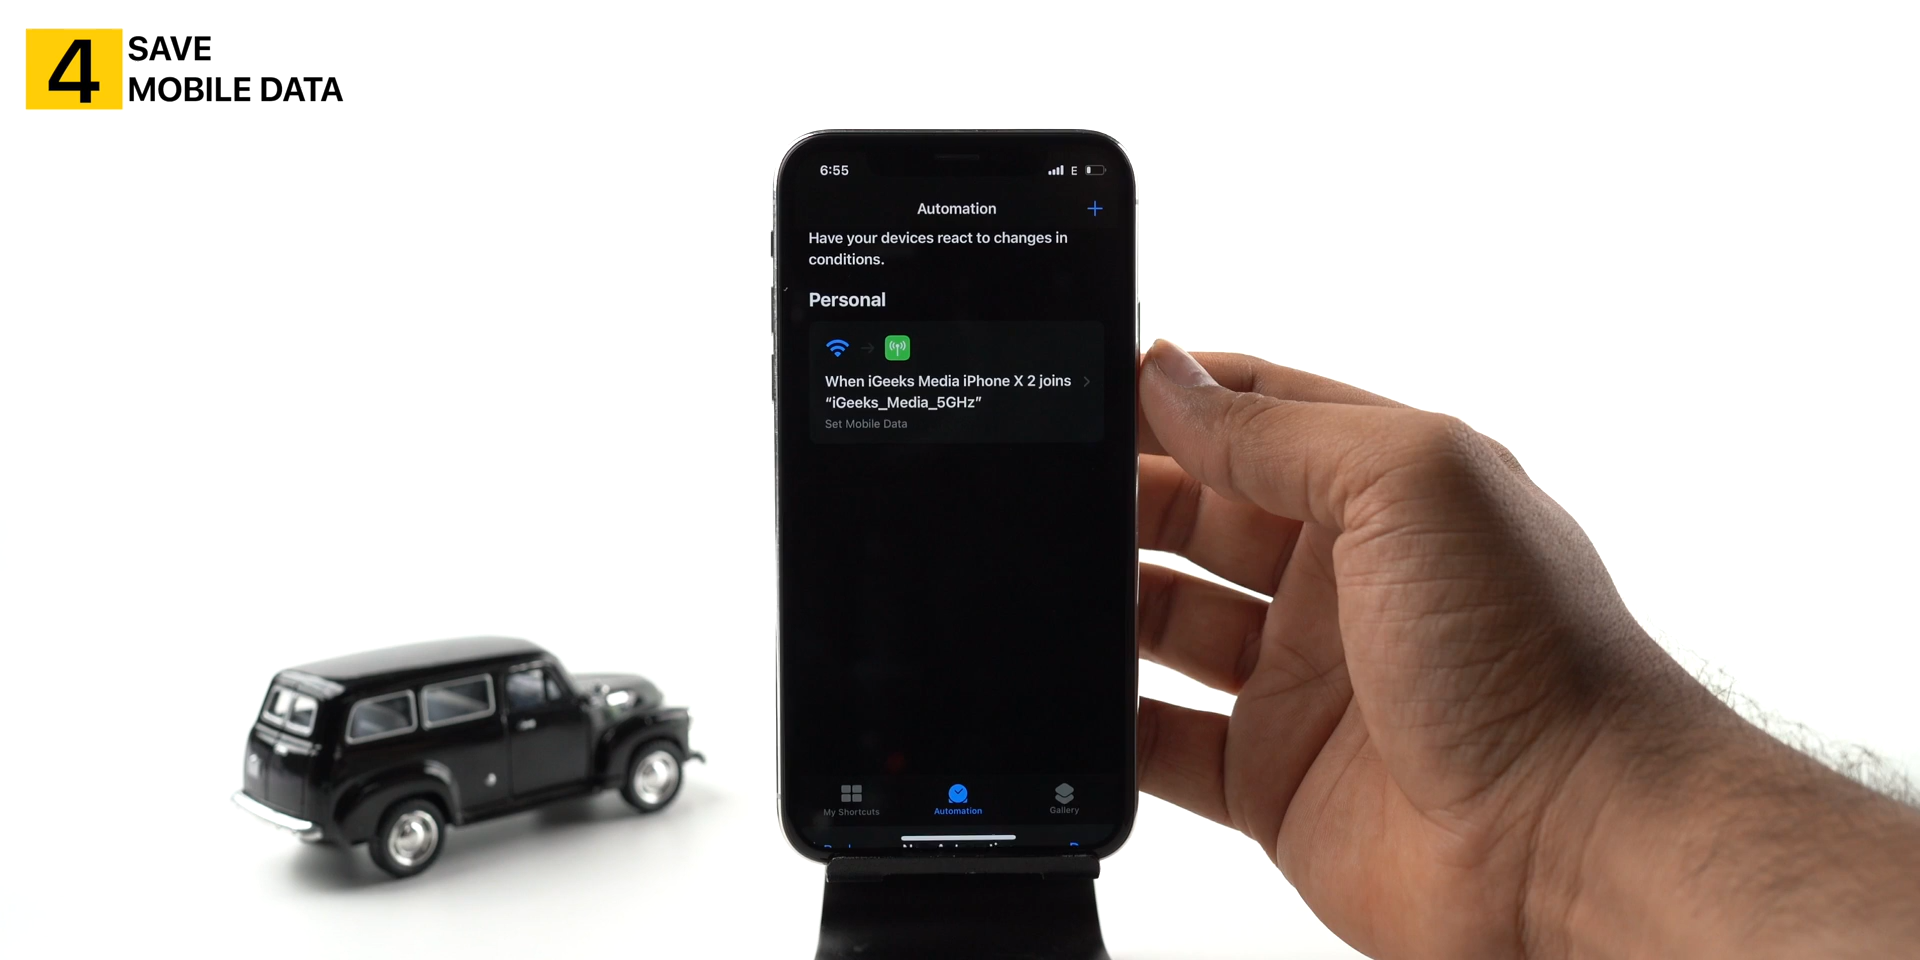 4
SAVE
MOBILE DATA
6:55
E
Automation
Have your devices react to changes in
conditions.
Personal
When iGeeks Media iPhone X 2 joins
“iGeeks_Media_5GHz”
Set Mobile Data
My Shortcuts
Automation
Gallery